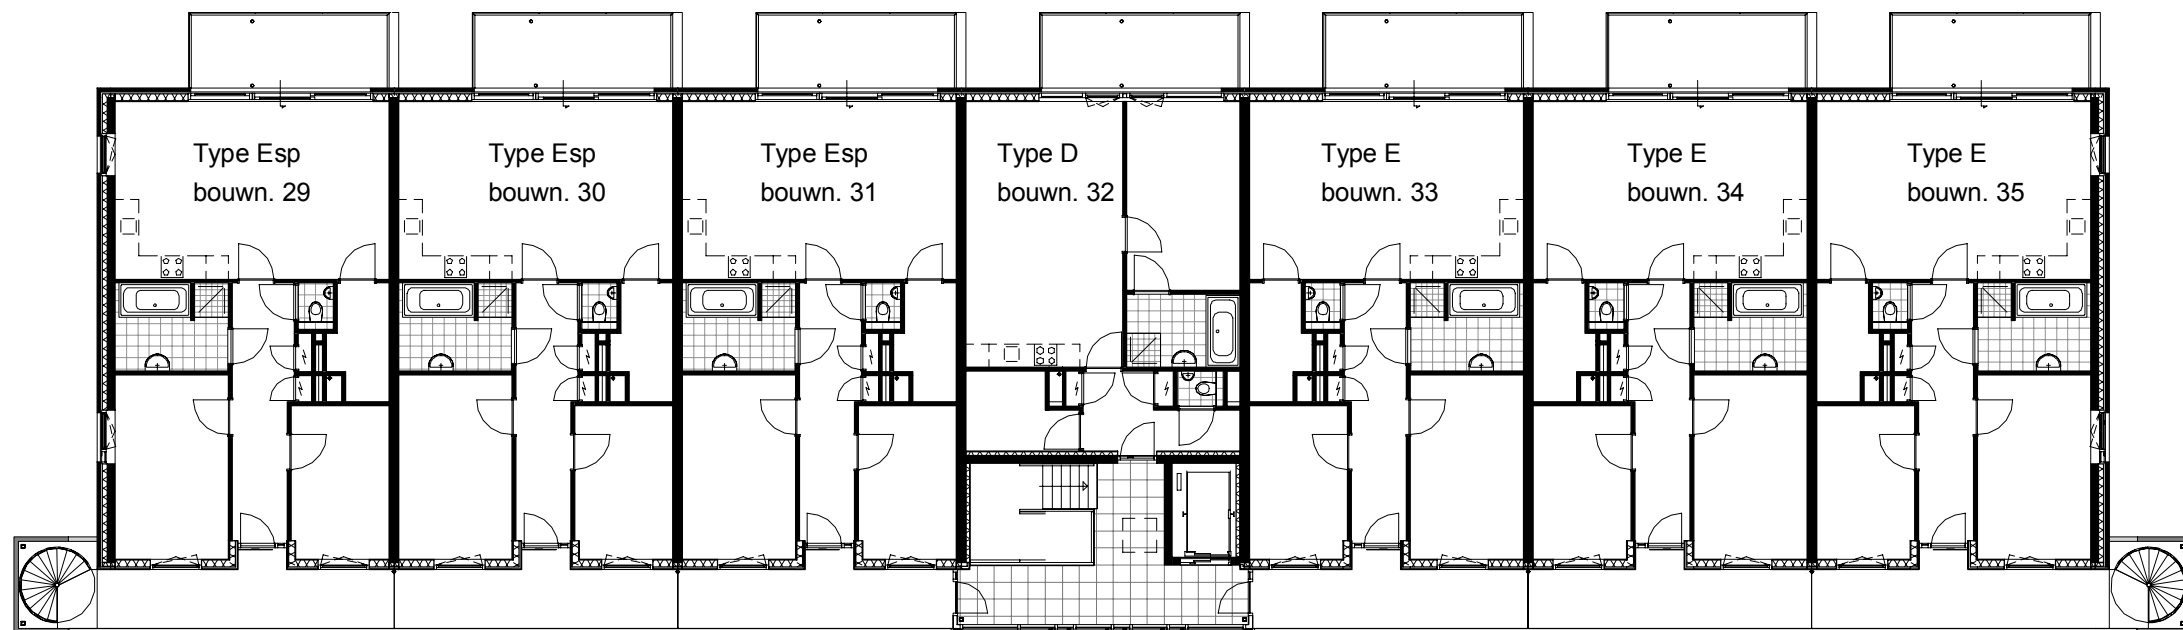 Type Esp
bouwn. 29
Type Esp
bouwn. 30
Type Esp
bouwn. 31
Type D
bouwn. 32
Type E
bouwn. 33
Type E
bouwn. 34
Type E
bouwn. 35